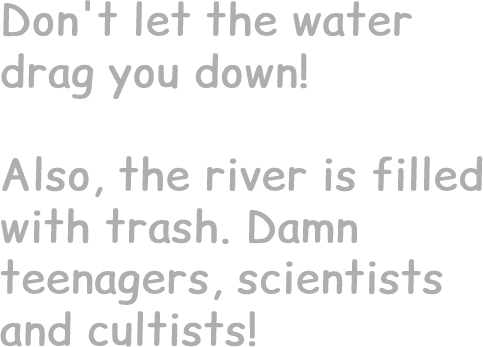 Don't let the water
drag you down!
Also, the river is filled
with trash. Damn
teenagers, scientists
and cultists!